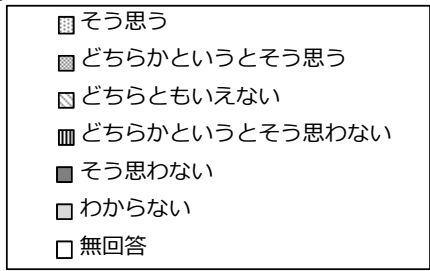 そう思う
どちらかというとそう思う
どちらともいえない
どちらかというとそう思わない
そう思わない
わからない
無回答